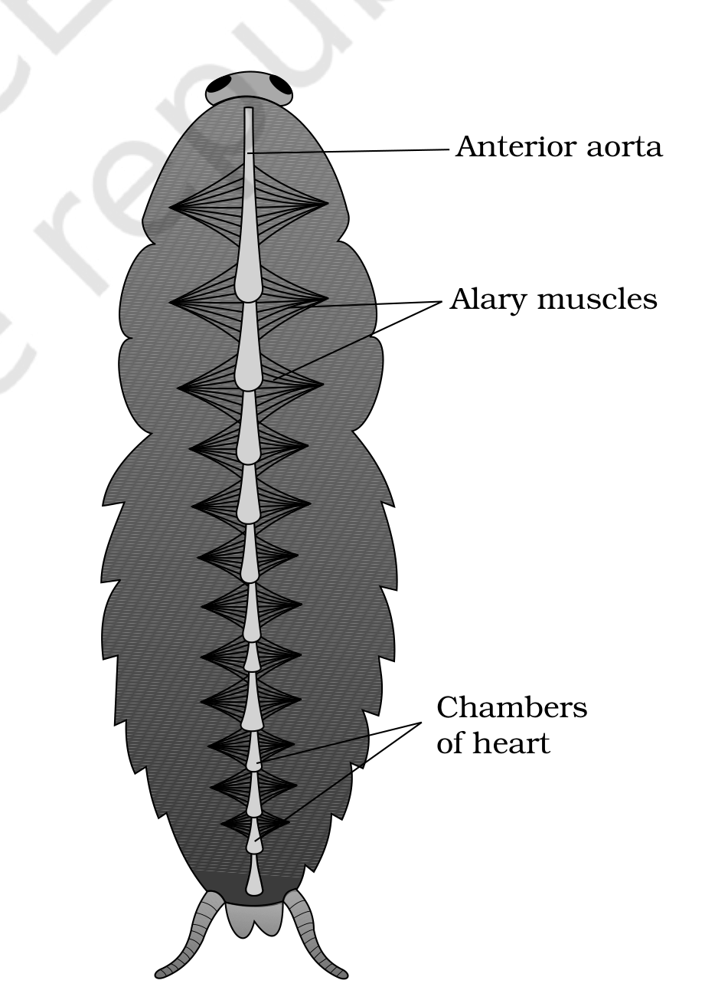 Anterior aorta
Alary muscles
Chambers
of heart